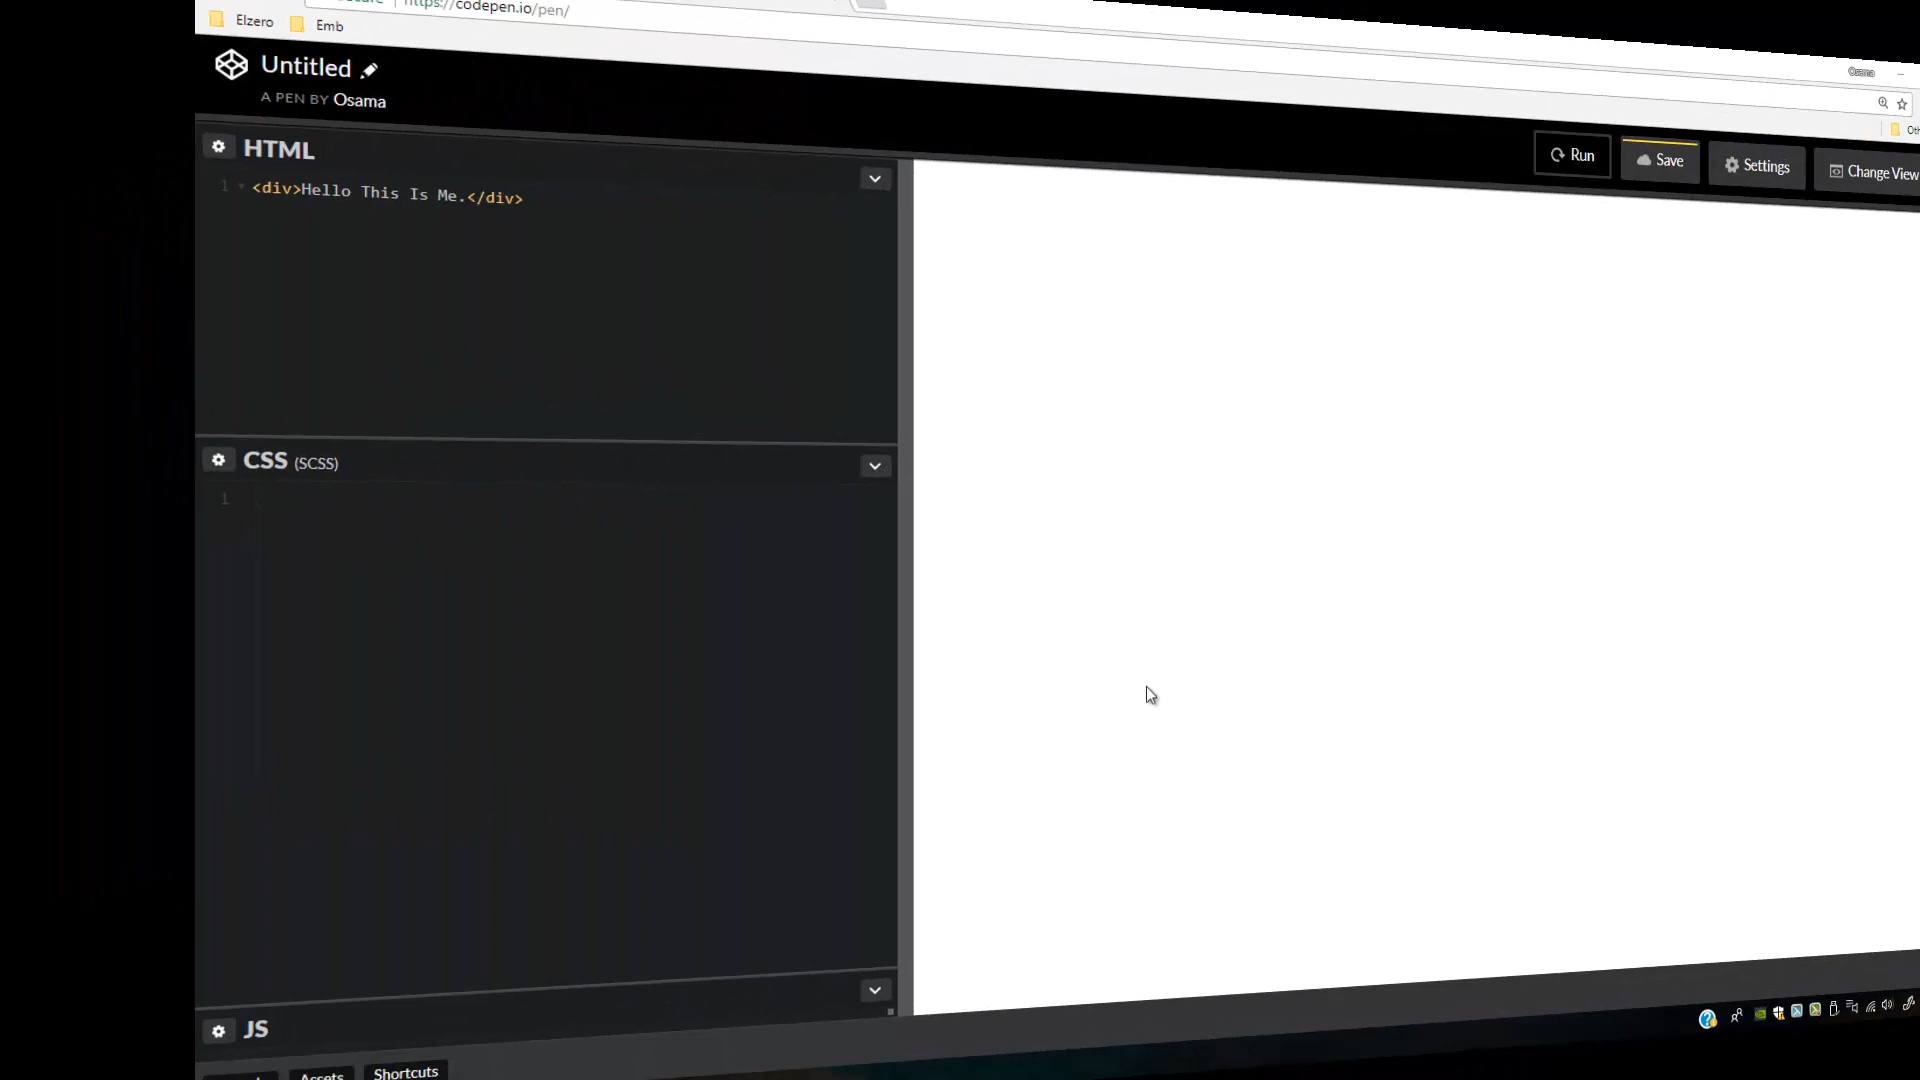 https://codepen.io/pen/
Elzero Emb
Osama
Untitled
A PEN BY Osama
Run Save Settings Change View
HTML
1 <div>Hello This Is Me.</div>
CSS (SCSS)
1
JS
Assets Shortcuts